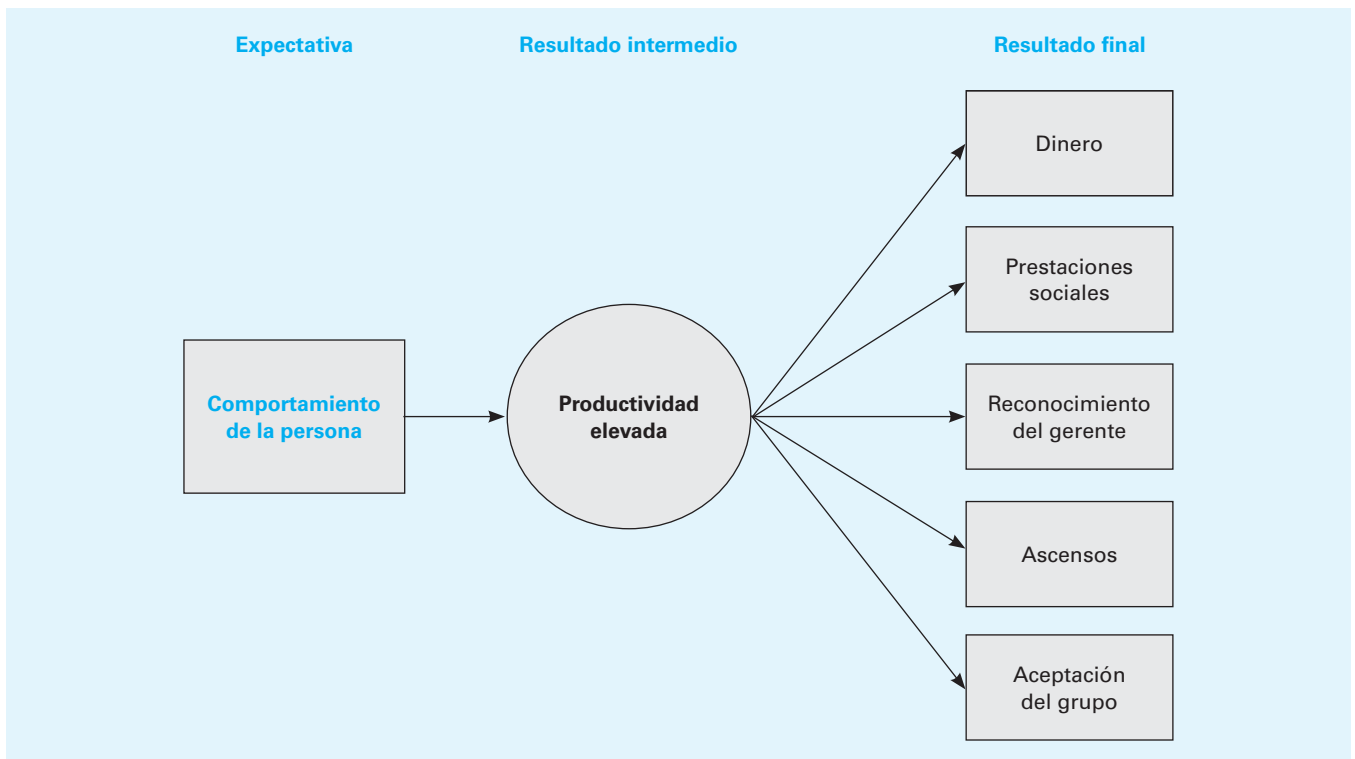 Expectativa
Resultado intermedio
Resultado final
Dinero
Prestaciones
sociales
Comportamiento
de la persona
Productividad
elevada
Reconocimiento
del gerente
Ascensos
Aceptación
del grupo